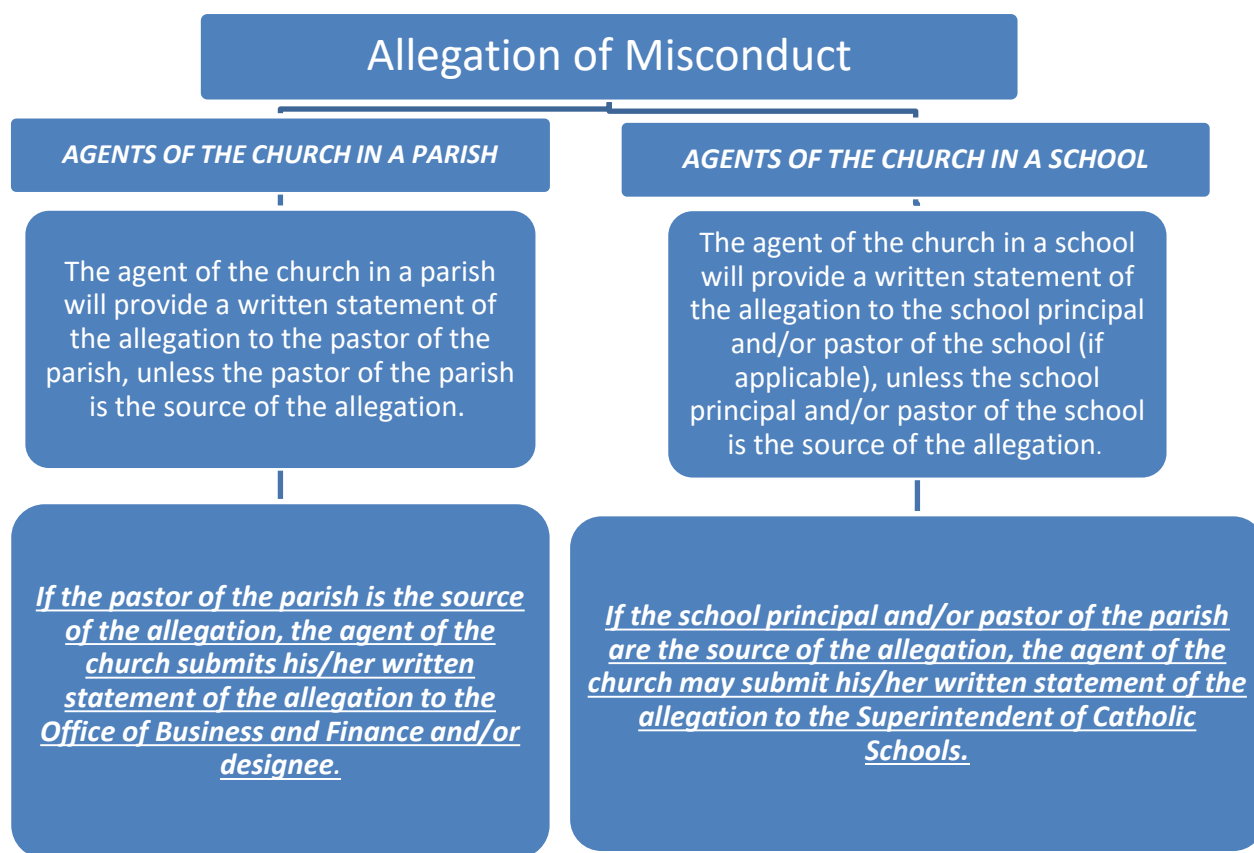 Allegation of Misconduct
AGENTS OF THE CHURCH IN A PARISH
The agent of the church in a parish
will provide a written statement of
the allegation to the pastor of the
parish, unless the pastor of the parish
is the source of the allegation.
If the pastor of the parish is the source
of the allegation, the agent of the
church submits his/her written
statement of the allegation to the
Office of Business and Finance and/or
designee.
AGENTS OF THE CHURCH IN A SCHOOL
The agent of the church in a school
will provide a written statement of
the allegation to the school principal
and/or pastor of the school (if
applicable), unless the school
principal and/or pastor of the school
is the source of the allegation.
If the school principal and/or pastor of the parish
are the source of the allegation, the agent of the
church may submit his/her written statement of the
allegation to the Superintendent of Catholic
Schools.